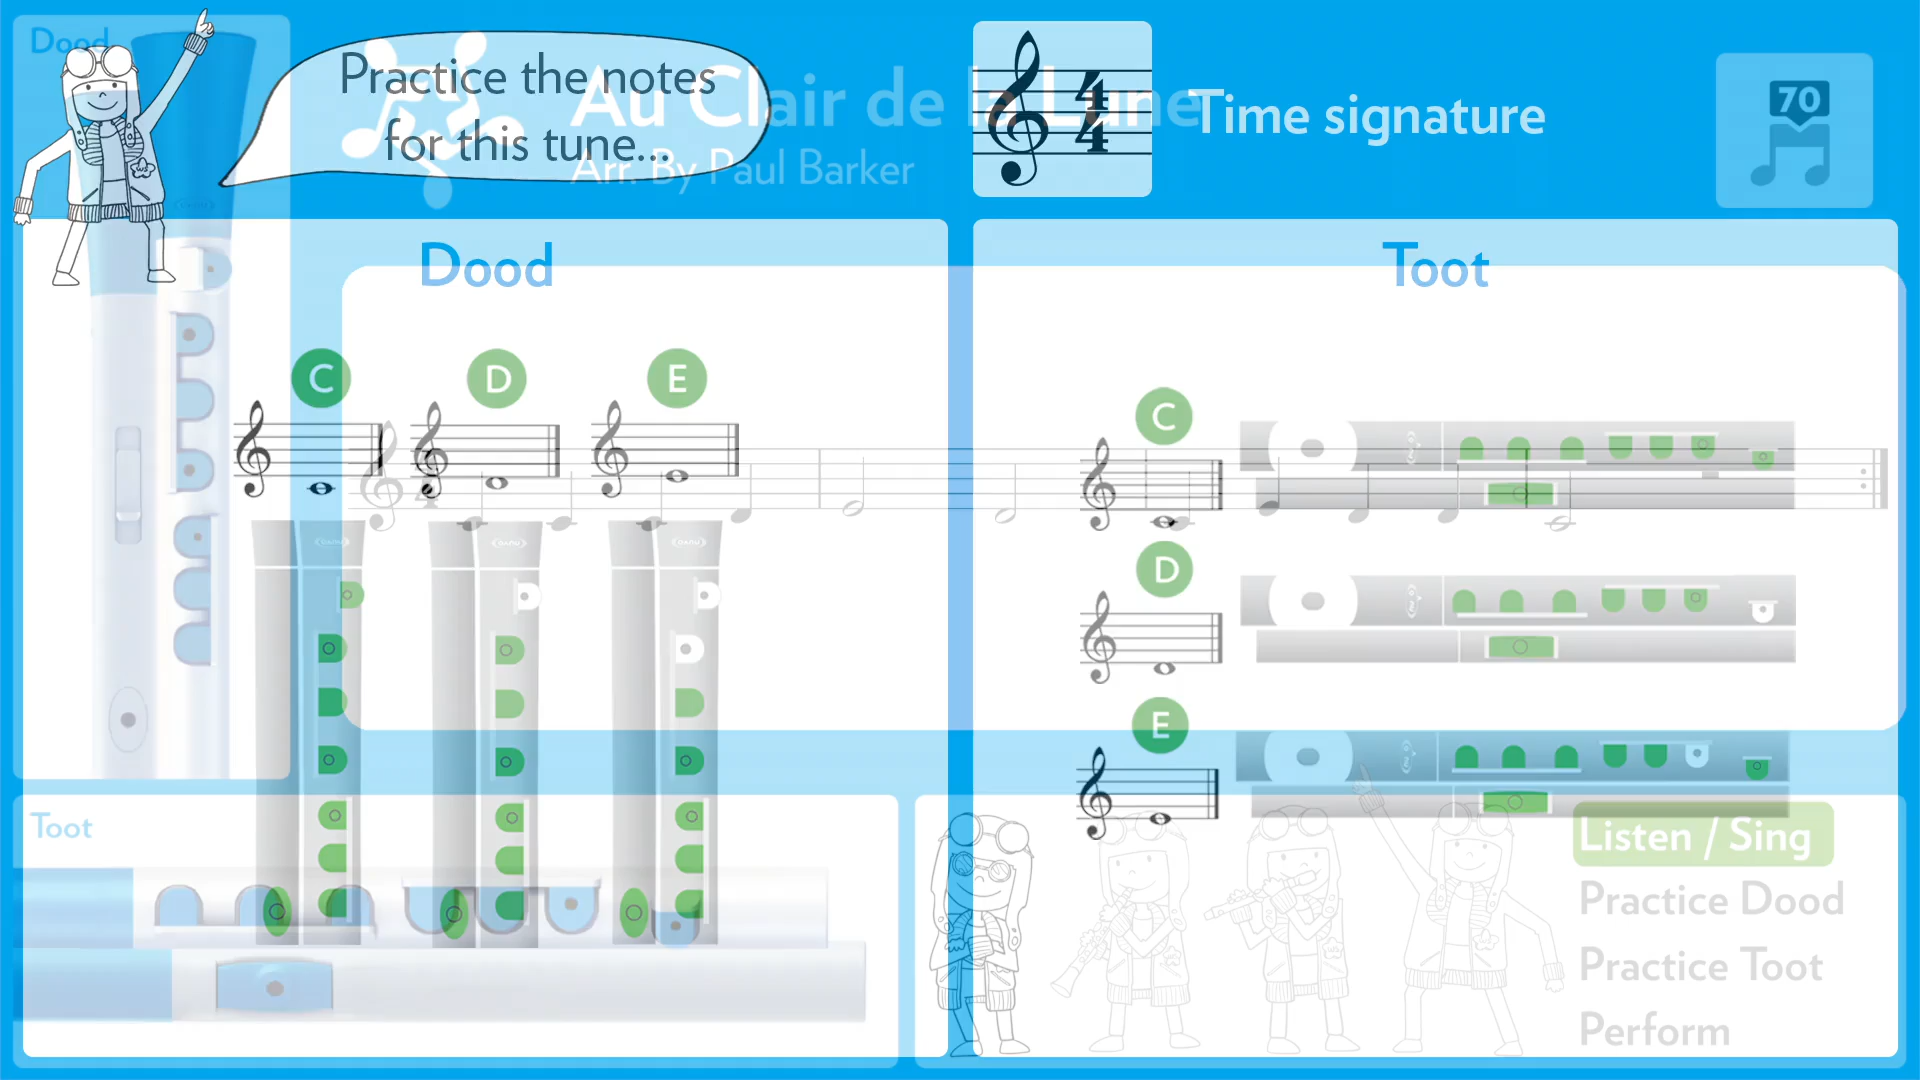 Dood
Practice the notes
for this tune...
Au Clair de la Lune
Arr. By Paul Barker
4
4
Time signature
70
Dood
Toot
C
D
E
C
D
E
Toot
Listen / Sing
Practice Dood
Practice Toot
Perform